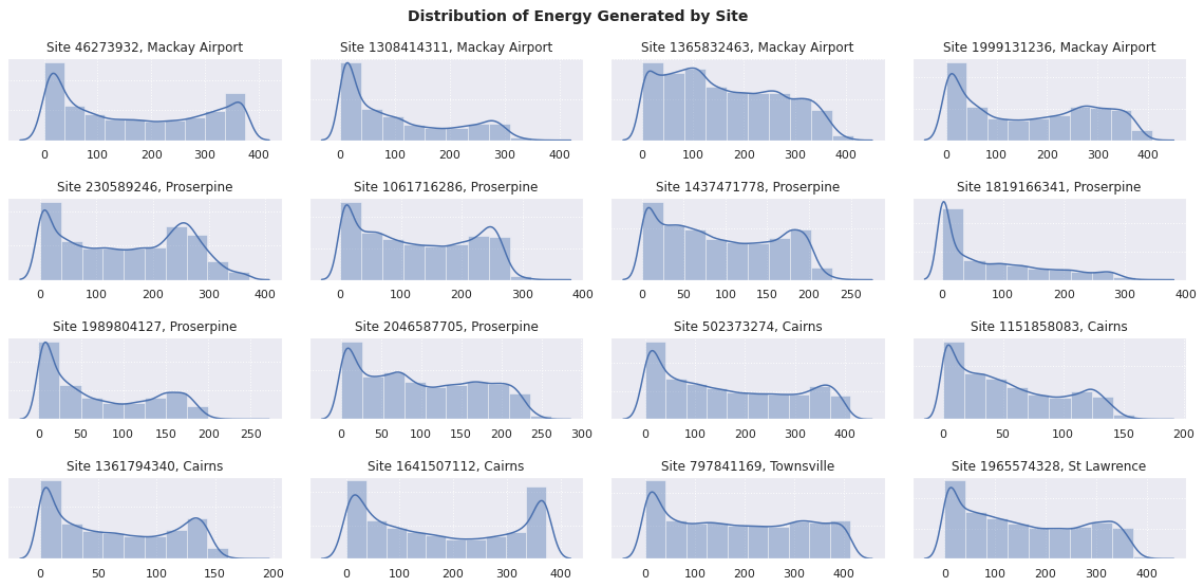 Distribution of Energy Generated by Site
Site 46273932, Mackay Airport
Site 1308414311, Mackay Airport
Site 1365832463, Mackay Airport
Site 1999131236, Mackay Airport
0 100 200 300 400
0 100 200 300 400
0 100 200 300 400
0 100 200 300 400
Site 230589246, Proserpine
Site 1061716286, Proserpine
Site 1437471778, Proserpine
Site 1819166341, Proserpine
0 100 200 300 400
0 100 200 300 400
0 50 100 150 200 250
0 100 200 300 400
Site 1989804127, Proserpine
Site 2046587705, Proserpine
Site 502373274, Cairns
Site 1151858083, Cairns
0 50 100 150 200 250
0 50 100 150 200 250 300
0 100 200 300 400
0 50 100 150 200
Site 1361794340, Cairns
Site 1641507112, Cairns
Site 797841169, Townsville
Site 1965574328, St Lawrence
0 50 100 150 200
0 100 200 300 400
0 100 200 300 400
0 100 200 300 400